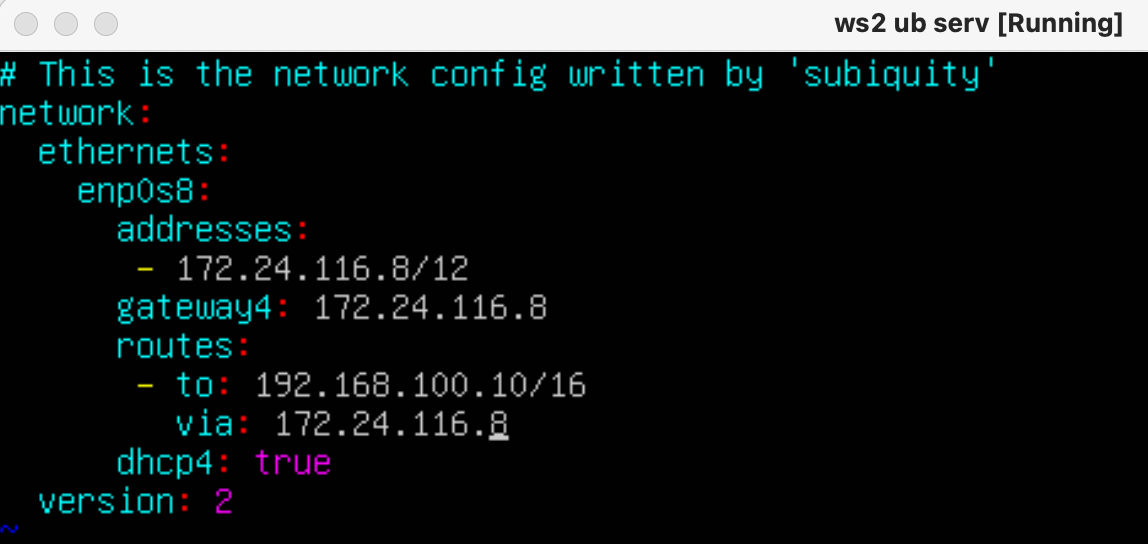 ws2 ub serv [Running]
# This is the network config written by 'subiquity'
network:
  ethernets:
    enp0s8:
      addresses:
       - 172.24.116.8/12
      gateway4: 172.24.116.8
      routes:
       - to: 192.168.100.10/16
         via: 172.24.116.8
      dhcp4: true
  version: 2
~